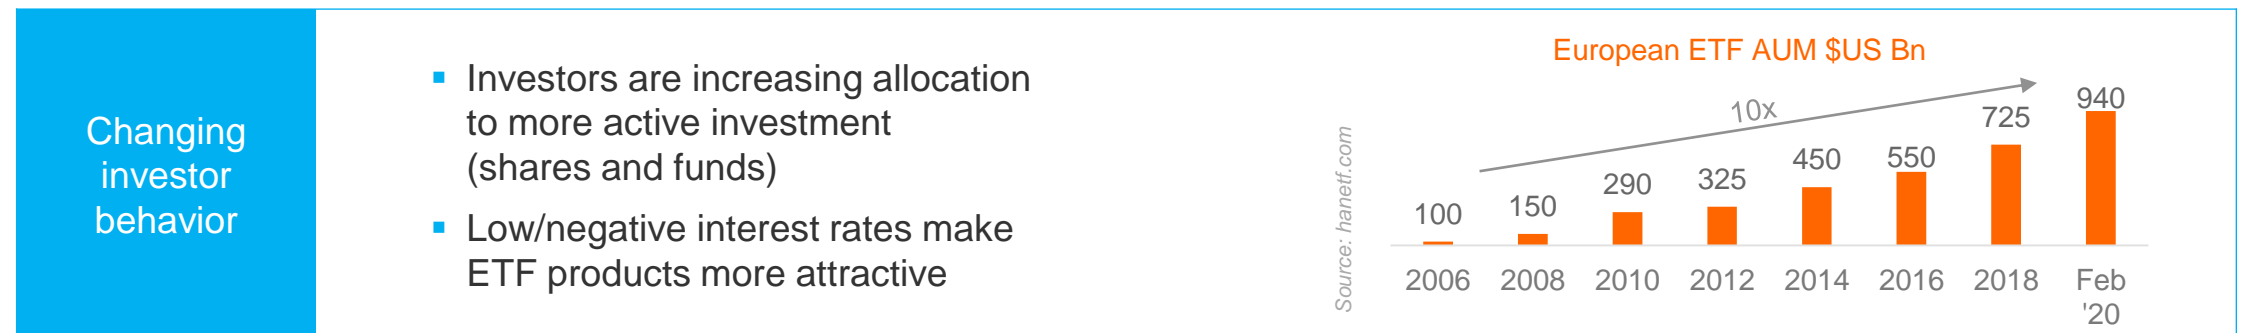 Changing
investor
behavior
▪ Investors are increasing allocation
to more active investment
(shares and funds)
▪ Low/negative interest rates make
ETF products more attractive
Source: hanetf.com
European ETF AUM $US Bn
10x
100
150
290
325
450
550
725
940
2006
2008
2010
2012
2014
2016
2018
Feb
'20